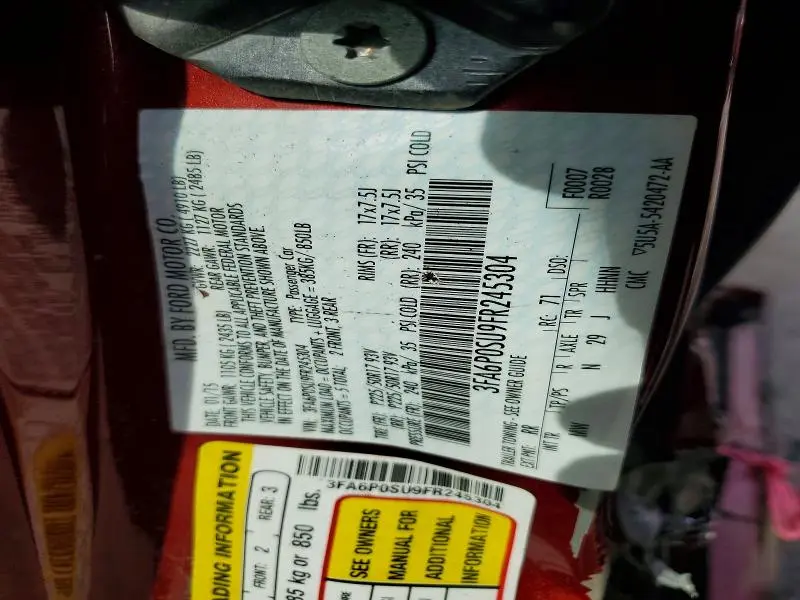 MFD. BY FORD MOTOR CO.
DATE: 01/15 GVWR: 2227 KG ( 4910 LB)
FRONT GAWR: 1105 KG ( 2435 LB) REAR GAWR: 1127 KG ( 2485 LB)
THIS VEHICLE CONFORMS TO ALL APPLICABLE FEDERAL MOTOR
VEHICLE SAFETY, BUMPER, AND THEFT PREVENTION STANDARDS
IN EFFECT ON THE DATE OF MANUFACTURE SHOWN ABOVE
VIN: 3FA6P0SU9FR245304 TYPE: Passenger Car
MAXIMUM LOAD = OCCUPANTS + LUGGAGE = 385KG/ 850LB
OCCUPANTS = 5 TOTAL 2 FRONT, 3 REAR
TIRE (FR): P225/50R17 93V RIMS (FR): 17x7.5J
(RR): P225/50R17 93V (RR): 17x7.5J
PRESSURE (FR): 240 kPa/ 35 PSI COLD (RR): 240 kPa/ 35 PSI COLD
3FA6P0SU9FR245304
TRAILER TOWING - SEE OWNER GUIDE
EXT PNT: RR RC: 71 DSO: F0007
R0028
INT TR TP/PS R AXLE TR SPR
MW N 29 J HHNN
CMC ▽5U5A-5420472-AA
3FA6P0SU9FR245304
ADING INFORMATION
FRONT: 2 REAR: 3
85 kg or 850 lbs.
SEE OWNERS
MANUAL FOR
ADDITIONAL
INFORMATION